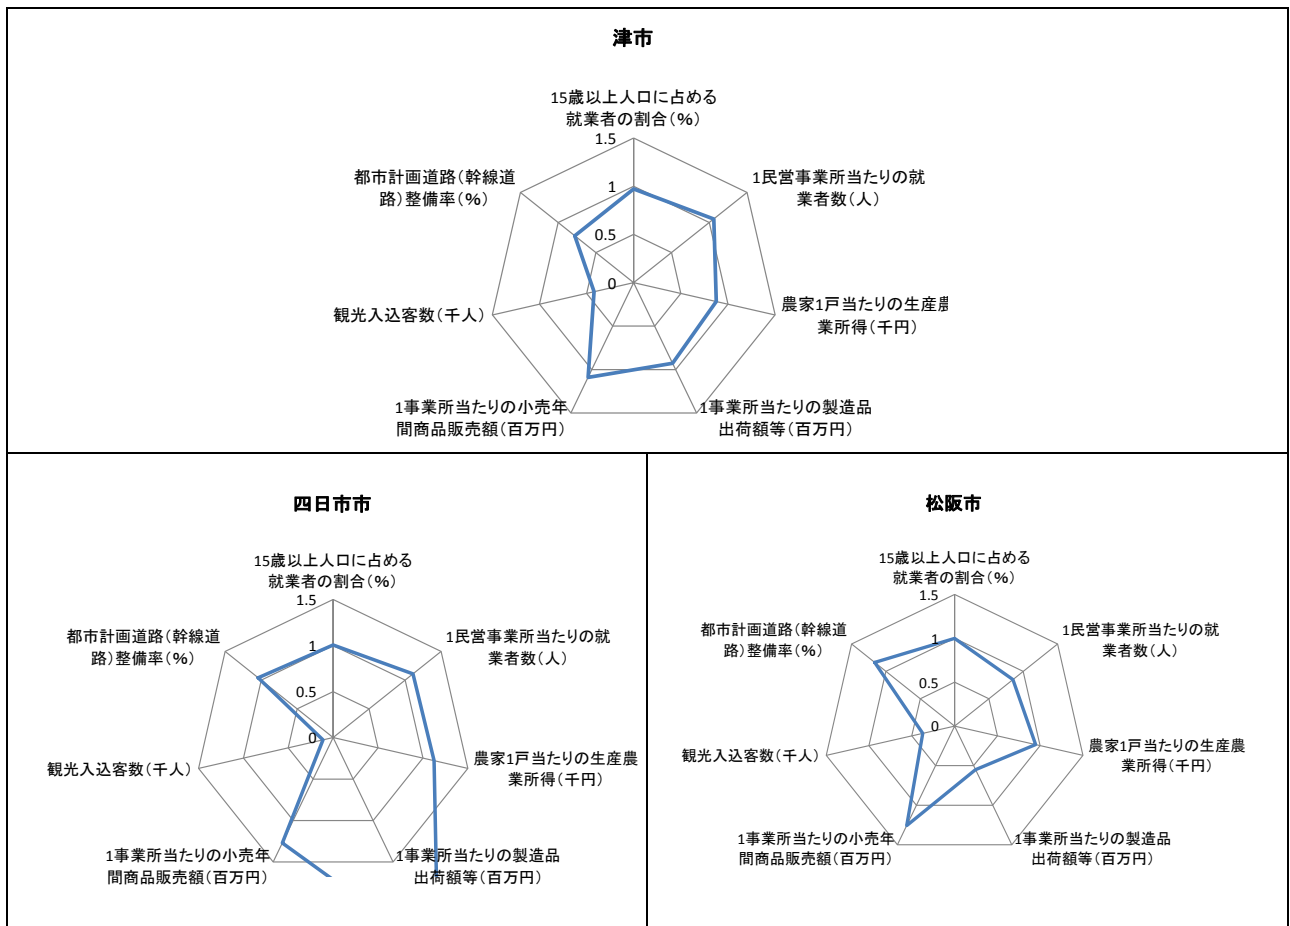 津市
15歳以上人口に占める
就業者の割合(%)
1.5
1
0.5
0
1民営事業所当たりの就
業者数(人)
農家1戸当たりの生産農
業所得(千円)
1事業所当たりの製造品
出荷額等(百万円)
1事業所当たりの小売年
間商品販売額(百万円)
観光入込客数(千人)
都市計画道路(幹線道
路)整備率(%)
四日市市
15歳以上人口に占める
就業者の割合(%)
1.5
1
0.5
0
1民営事業所当たりの就
業者数(人)
農家1戸当たりの生産農
業所得(千円)
1事業所当たりの製造品
出荷額等(百万円)
1事業所当たりの小売年
間商品販売額(百万円)
観光入込客数(千人)
都市計画道路(幹線道
路)整備率(%)
松阪市
15歳以上人口に占める
就業者の割合(%)
1.5
1
0.5
0
1民営事業所当たりの就
業者数(人)
農家1戸当たりの生産農
業所得(千円)
1事業所当たりの製造品
出荷額等(百万円)
1事業所当たりの小売年
間商品販売額(百万円)
観光入込客数(千人)
都市計画道路(幹線道
路)整備率(%)